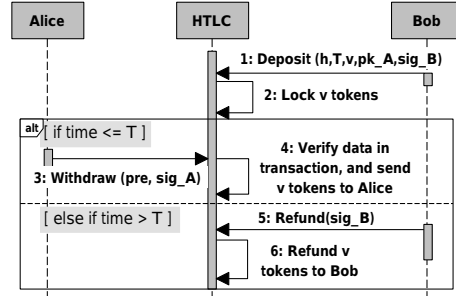 Alice
HTLC
Bob
1: Deposit (h,T,v,pk_A,sig_B)
2: Lock v tokens
alt
[ if time <= T ]
3: Withdraw (pre, sig_A)
4: Verify data in
transaction, and send
v tokens to Alice
[ else if time > T ]
5: Refund(sig_B)
6: Refund v
tokens to Bob